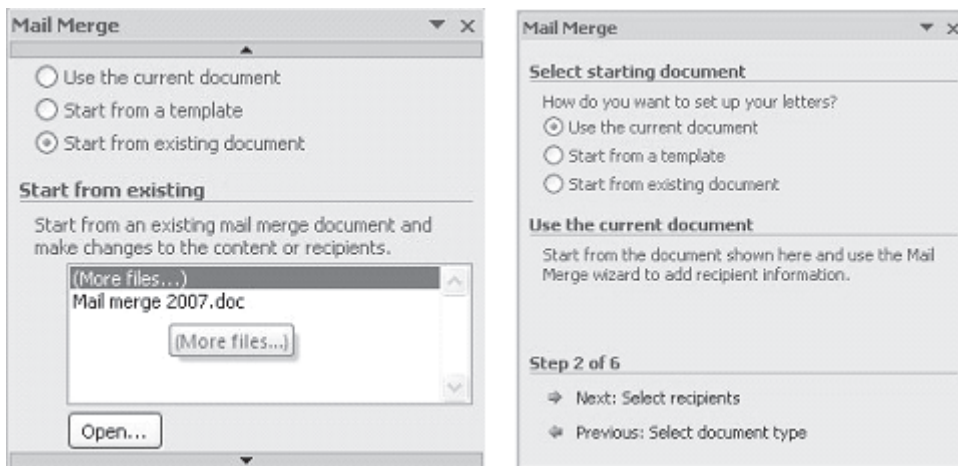 Mail Merge
Use the current document
Start from a template
Start from existing document
Start from existing
Start from an existing mail merge document and
make changes to the content or recipients.
(More files...)
Mail merge 2007.doc
(More files...)
Open...
Mail Merge
Select starting document
How do you want to set up your letters?
Use the current document
Start from a template
Start from existing document
Use the current document
Start from the document shown here and use the Mail
Merge wizard to add recipient information.
Step 2 of 6
Next: Select recipients
Previous: Select document type